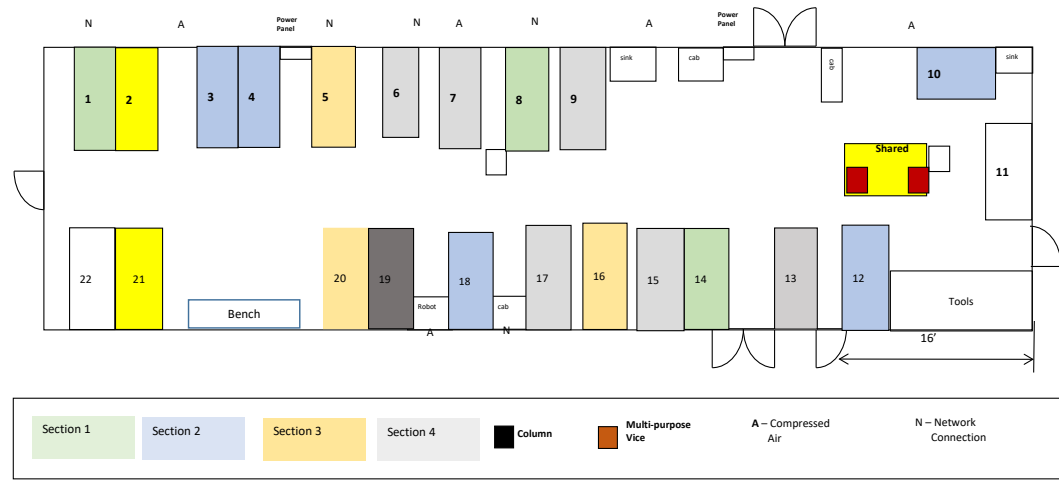 N A Power Panel N N A N A Power Panel A
1 2 3 4 5 6 7 8 9 sink cab cab 10 sink
Shared
11
22 21 Bench 20 19 Robot 18 cab 17 16 15 14 13 12 Tools
A N
16'
Section 1 Section 2 Section 3 Section 4 Column Multi-purpose Vice A – Compressed Air N – Network Connection